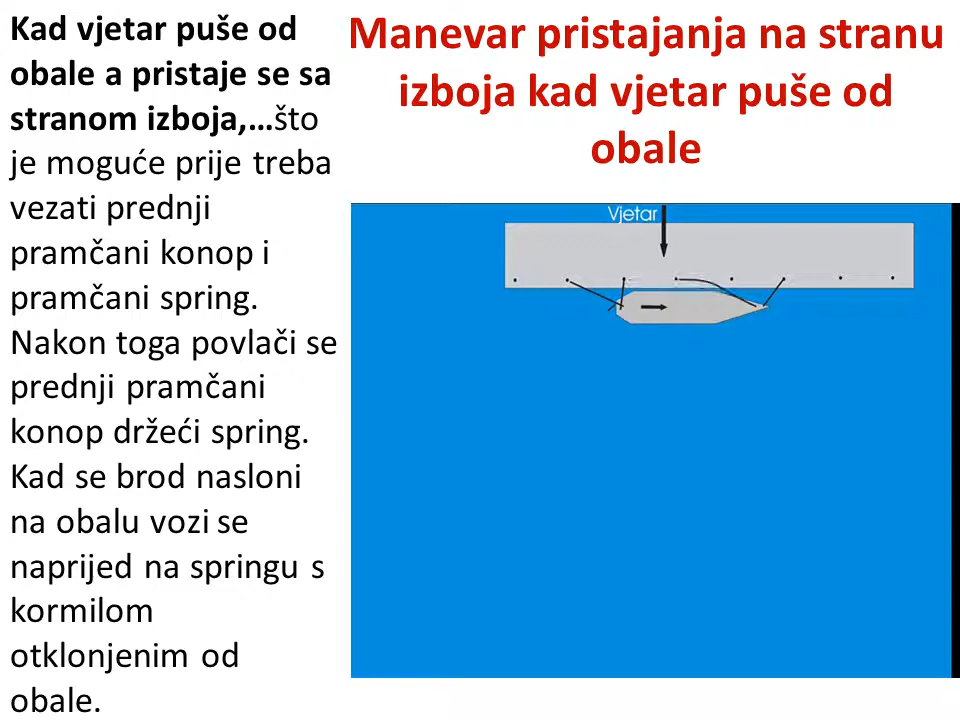 Kad vjetar puše od
obale a pristaje se sa
stranom izboja,...što
je moguće prije treba
vezati prednji
pramčani konop i
pramčani spring.
Nakon toga povlači se
prednji pramčani
konop držeći spring.
Kad se brod nasloni
na obalu vozi se
naprijed na springu s
kormilom
otklonjenim od
obale.
Manevar pristajanja na stranu
izboja kad vjetar puše od
obale
Vjetar